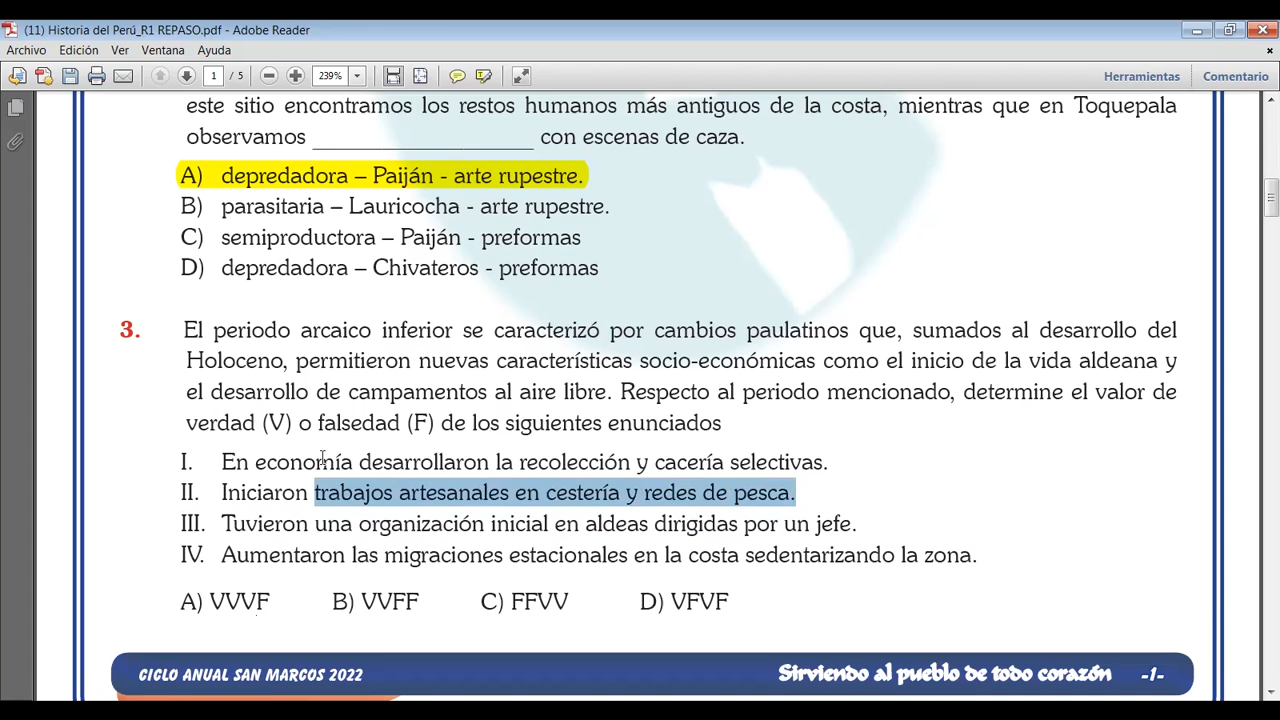 (11) Historia del Perú_R1 REPASO.pdf - Adobe Reader
Archivo Edición Ver Ventana Ayuda
1 / 5 239% Herramientas Comentario
este sitio encontramos los restos humanos más antiguos de la costa, mientras que en Toquepala
observamos ____________________ con escenas de caza.
A) depredadora – Paiján - arte rupestre.
B) parasitaria – Lauricocha - arte rupestre.
C) semiproductora – Paiján - preformas
D) depredadora – Chivateros - preformas
3. El periodo arcaico inferior se caracterizó por cambios paulatinos que, sumados al desarrollo del
Holoceno, permitieron nuevas características socio-económicas como el inicio de la vida aldeana y
el desarrollo de campamentos al aire libre. Respecto al periodo mencionado, determine el valor de
verdad (V) o falsedad (F) de los siguientes enunciados
I. En economía desarrollaron la recolección y cacería selectivas.
II. Iniciaron trabajos artesanales en cestería y redes de pesca.
III. Tuvieron una organización inicial en aldeas dirigidas por un jefe.
IV. Aumentaron las migraciones estacionales en la costa sedentarizando la zona.
A) VVVF B) VVFF C) FFVV D) VFVF
CICLO ANUAL SAN MARCOS 2022 Sirviendo al pueblo de todo corazón -1-